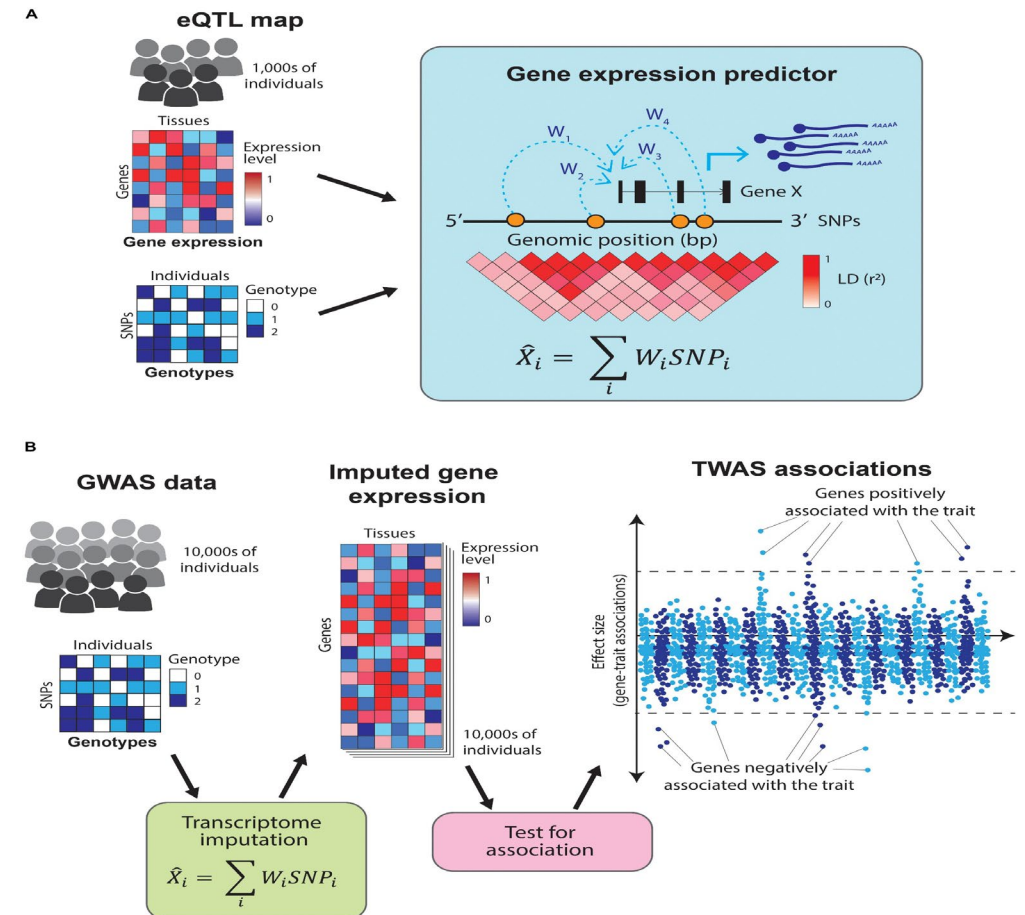 A
eQTL map
1,000s of
individuals
Tissues
Genes
Expression
level
1
0
Gene expression
Individuals
Genotype
0
1
2
SNPs
Genotypes
Gene expression predictor
W1
W2
W3
W4
AAAAA
AAAAA
AAAAA
AAAAA
AAAAA
Gene X
5′
3′ SNPs
Genomic position (bp)
1
LD (r²)
0
X̂i = ∑i WiSNPi
B
GWAS data
10,000s of
individuals
Individuals
Genotype
0
1
2
SNPs
Genotypes
Transcriptome
imputation
X̂i = ∑i WiSNPi
Imputed gene
expression
Tissues
Genes
Expression
level
1
0
10,000s of
individuals
Test for
association
TWAS associations
Genes positively
associated with the trait
Effect size
(gene-trait associations)
Genes negatively
associated with the trait